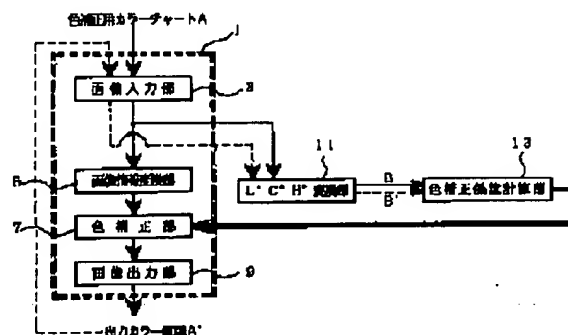 色補正用カラーチャートA
1
画像入力部
3
11
13
5
画像情報変換部
L* C* H* 変換部
B
B'
色補正係数計算部
7
色補正部
画像出力部
9
出力カラー画像A'